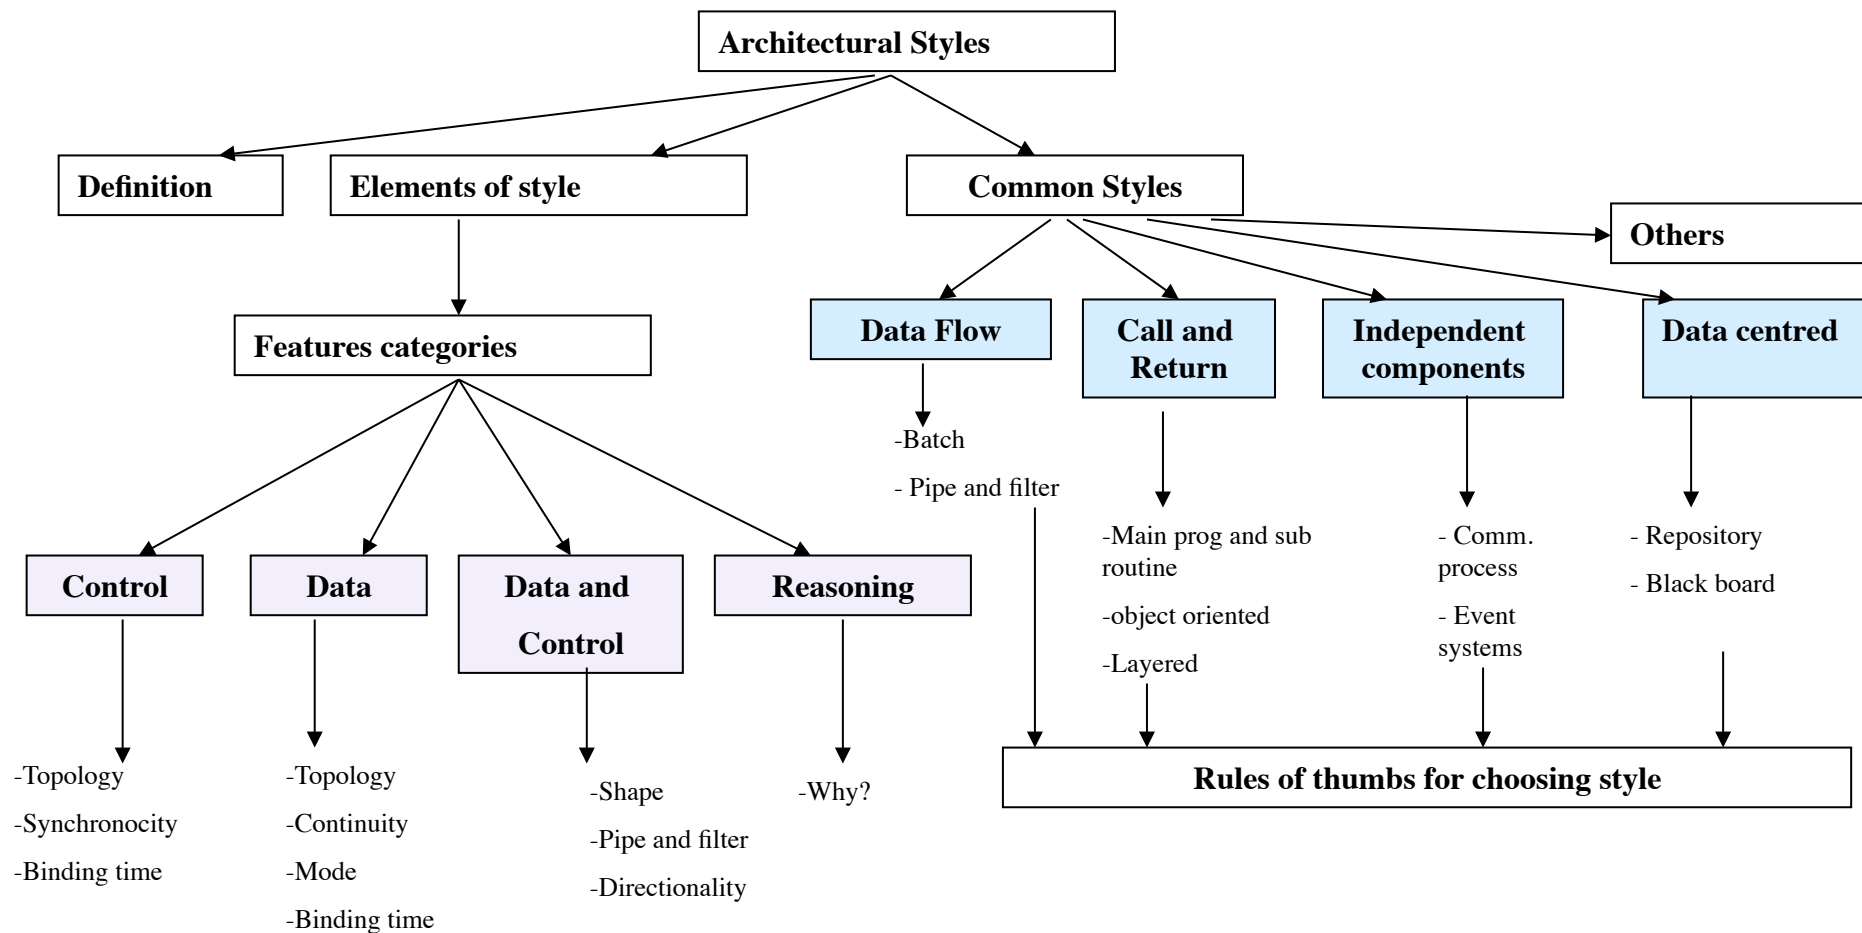 Architectural Styles
Definition
Elements of style
Common Styles
Others
Features categories
Data Flow
Call and
Return
Independent
components
Data centred
-Batch
- Pipe and filter
-Main prog and sub
routine
-object oriented
-Layered
- Comm.
process
- Event
systems
- Repository
- Black board
Control
Data
Data and
Control
Reasoning
-Topology
-Synchronocity
-Binding time
-Topology
-Continuity
-Mode
-Binding time
-Shape
-Pipe and filter
-Directionality
-Why?
Rules of thumbs for choosing style